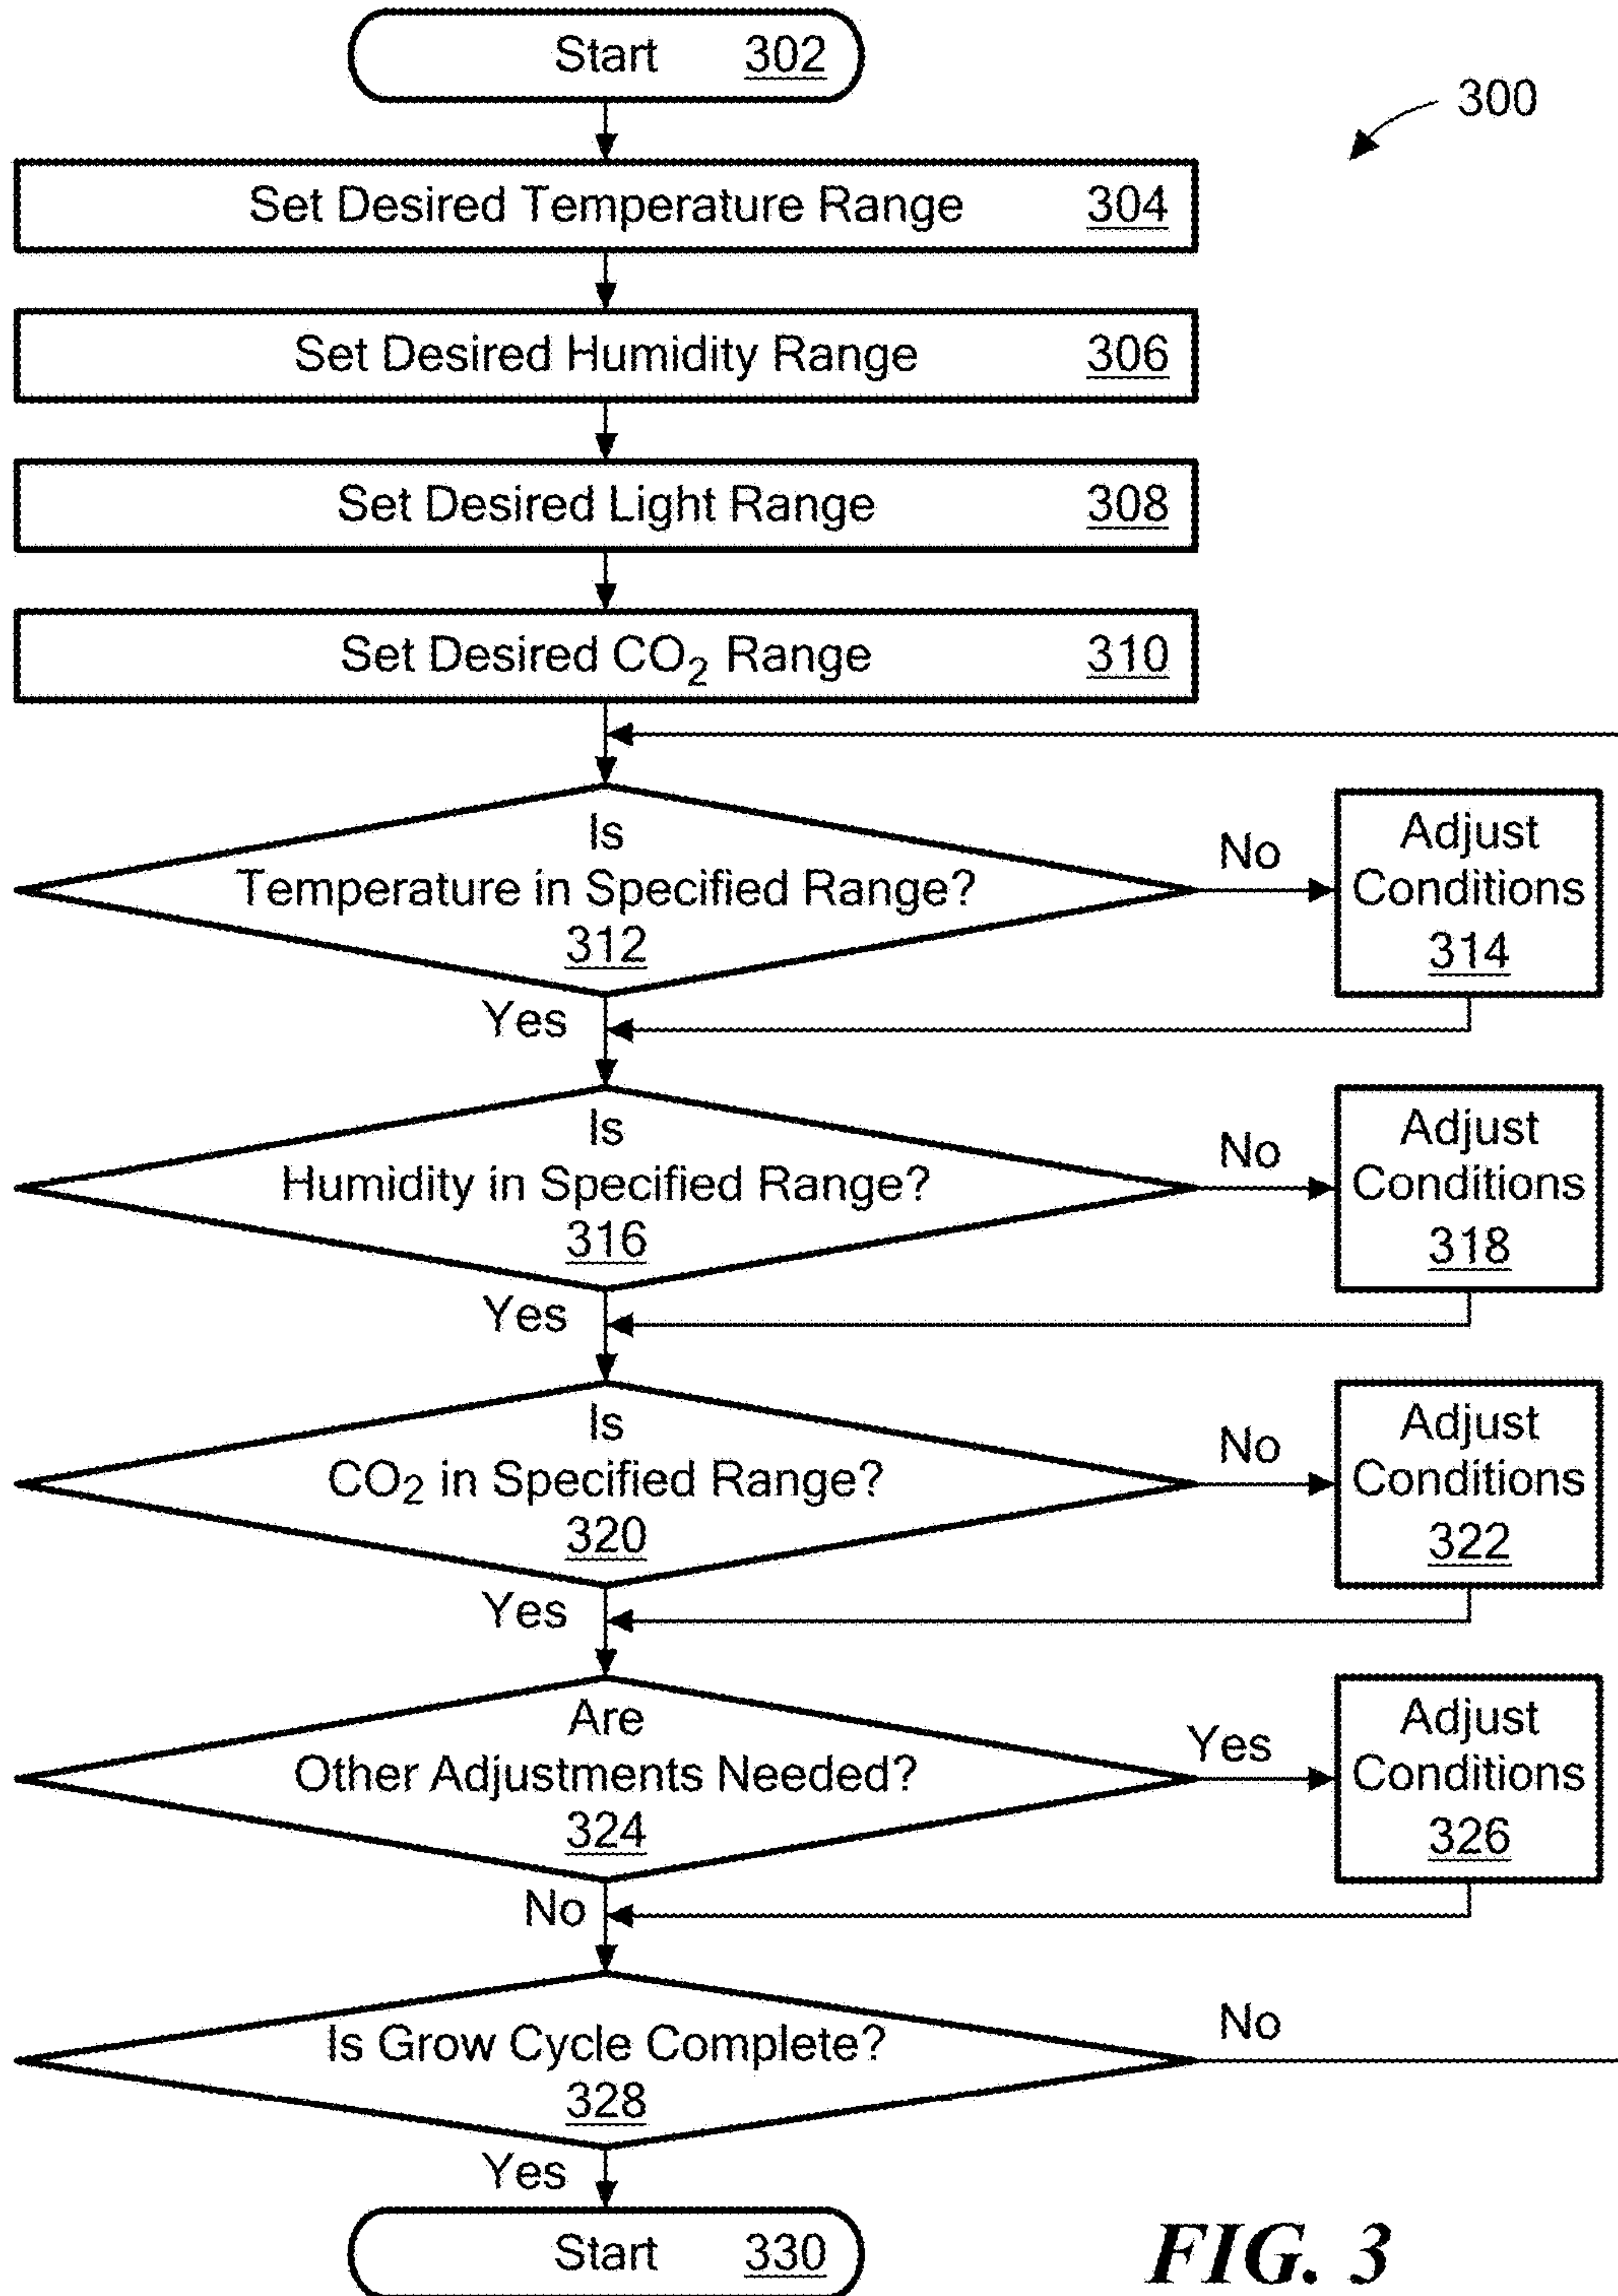 Start 302
300
Set Desired Temperature Range 304
Set Desired Humidity Range 306
Set Desired Light Range 308
Set Desired CO₂ Range 310
Is
Temperature in Specified Range?
312
No
Adjust
Conditions
314
Yes
Is
Humidity in Specified Range?
316
No
Adjust
Conditions
318
Yes
Is
CO₂ in Specified Range?
320
No
Adjust
Conditions
322
Yes
Are
Other Adjustments Needed?
324
Yes
Adjust
Conditions
326
No
Is Grow Cycle Complete?
328
No
Yes
Start 330
FIG. 3